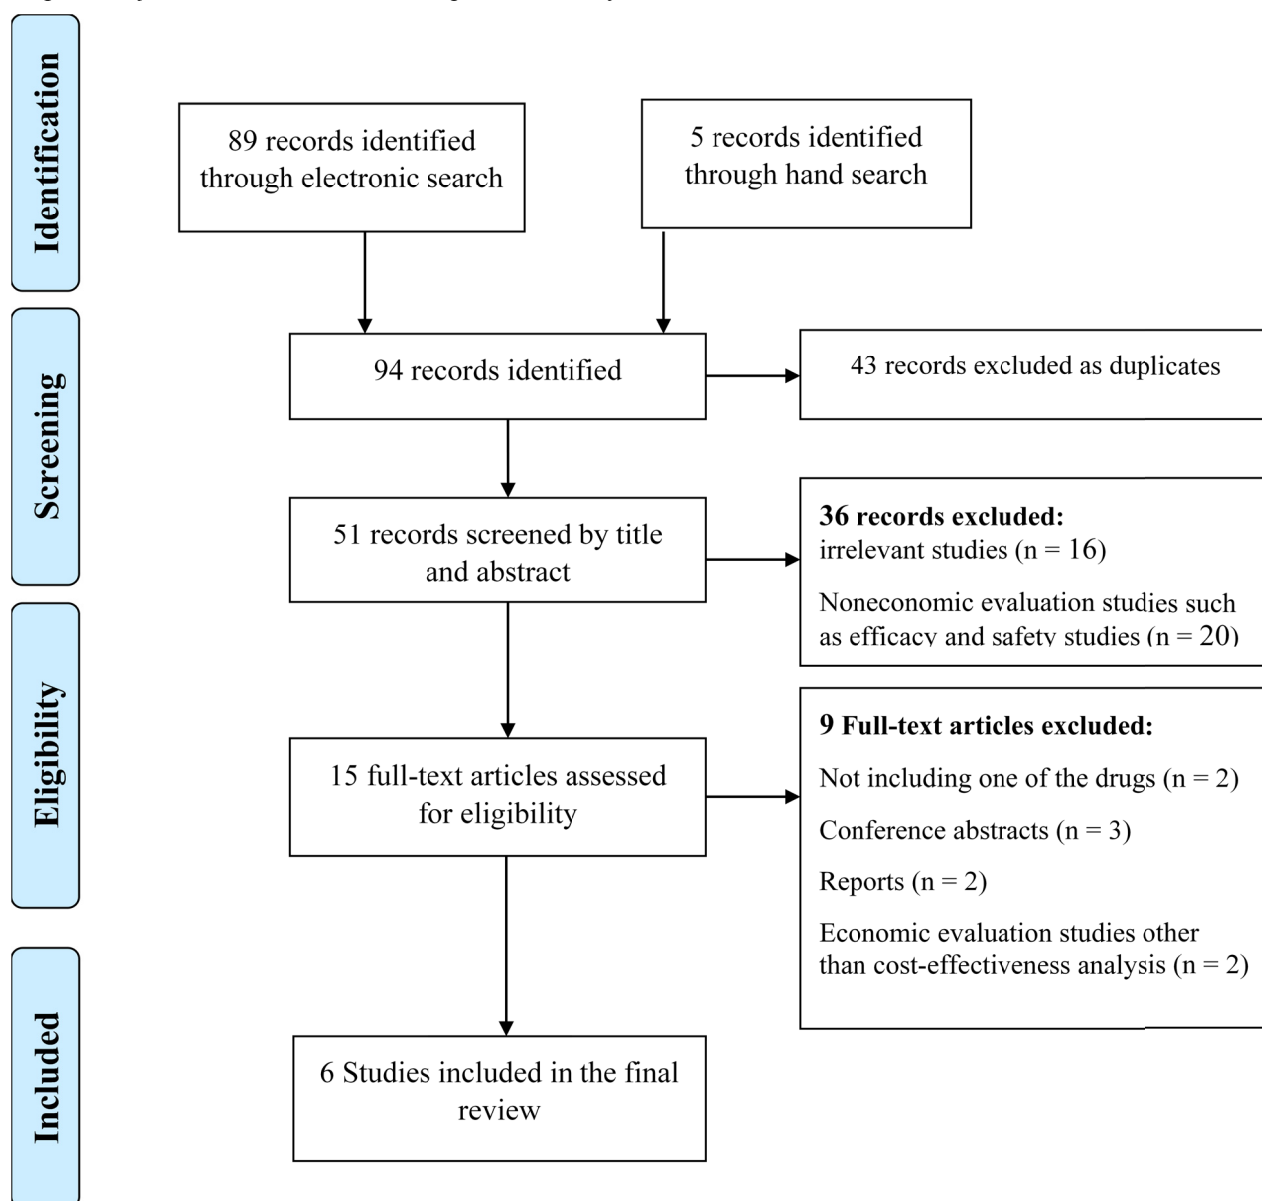 Identification
89 records identified
through electronic search
5 records identified
through hand search
Screening
94 records identified
43 records excluded as duplicates
51 records screened by title
and abstract
36 records excluded:
irrelevant studies (n = 16)
Noneconomic evaluation studies such
as efficacy and safety studies (n = 20)
Eligibility
15 full-text articles assessed
for eligibility
9 Full-text articles excluded:
Not including one of the drugs (n = 2)
Conference abstracts (n = 3)
Reports (n = 2)
Economic evaluation studies other
than cost-effectiveness analysis (n = 2)
Included
6 Studies included in the final
review